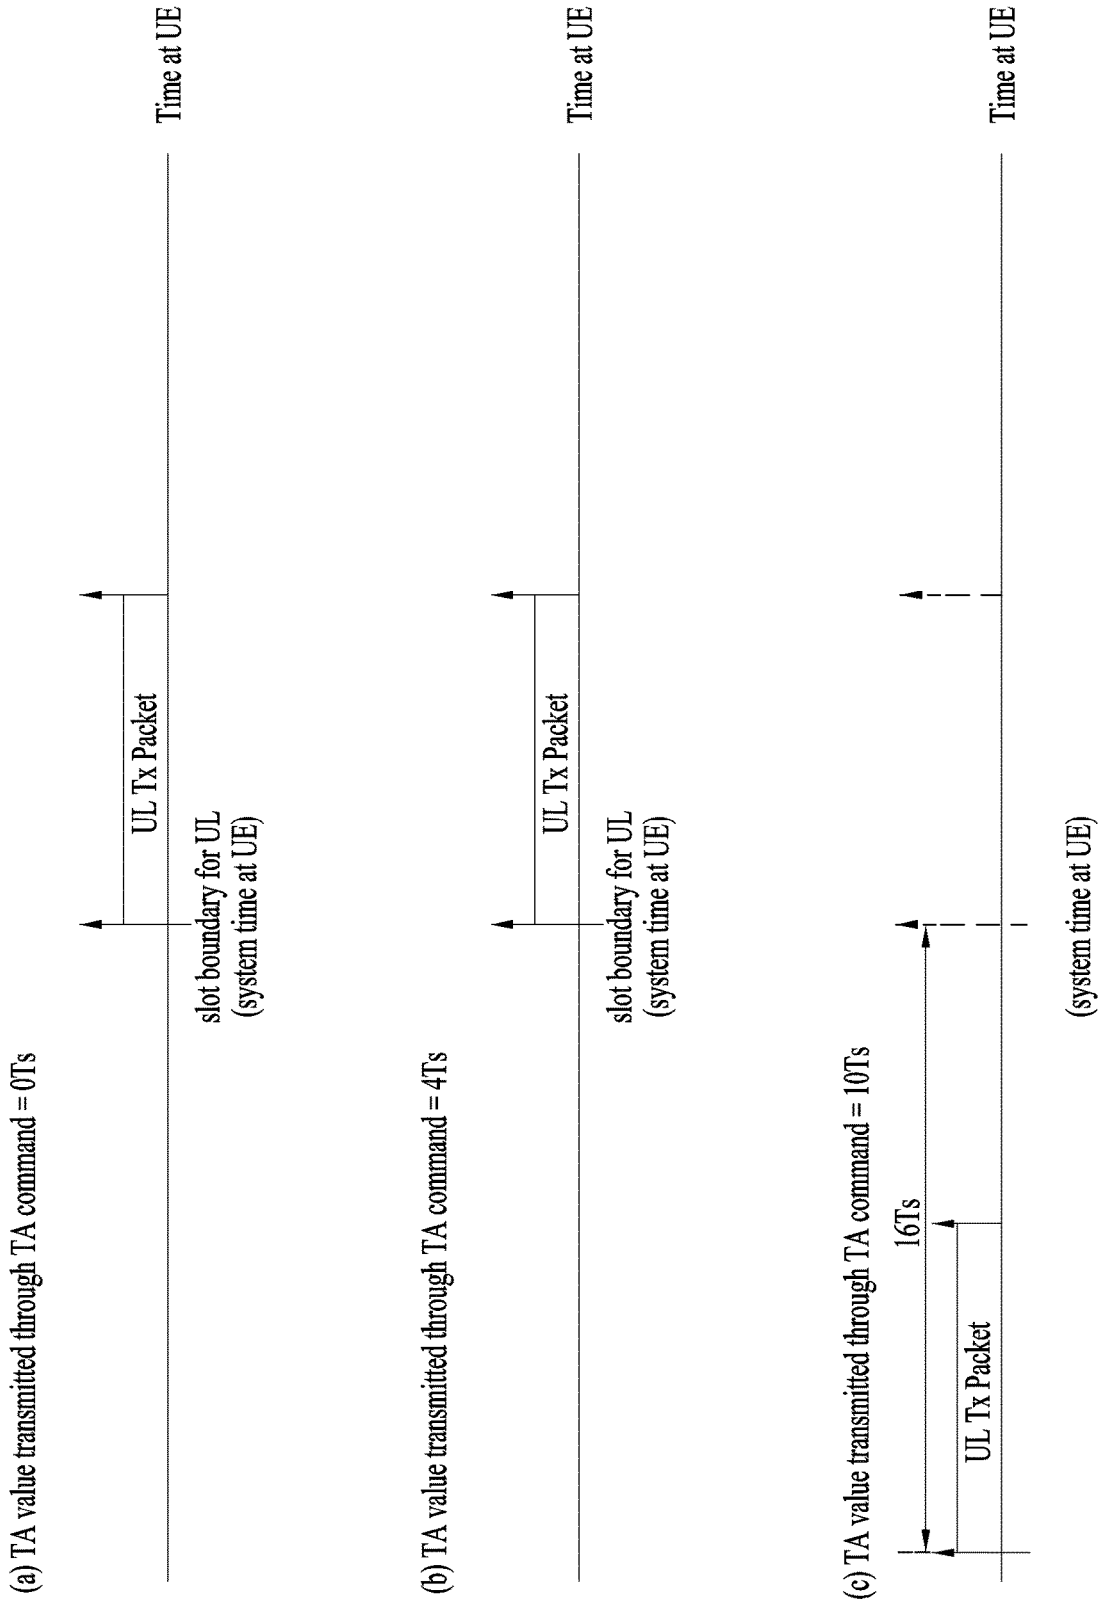 (a) TA value transmitted through TA command = 0Ts
UL Tx Packet
Time at UE
slot boundary for UL
(system time at UE)
(b) TA value transmitted through TA command = 4Ts
UL Tx Packet
Time at UE
slot boundary for UL
(system time at UE)
(c) TA value transmitted through TA command = 10Ts
16Ts
UL Tx Packet
Time at UE
(system time at UE)